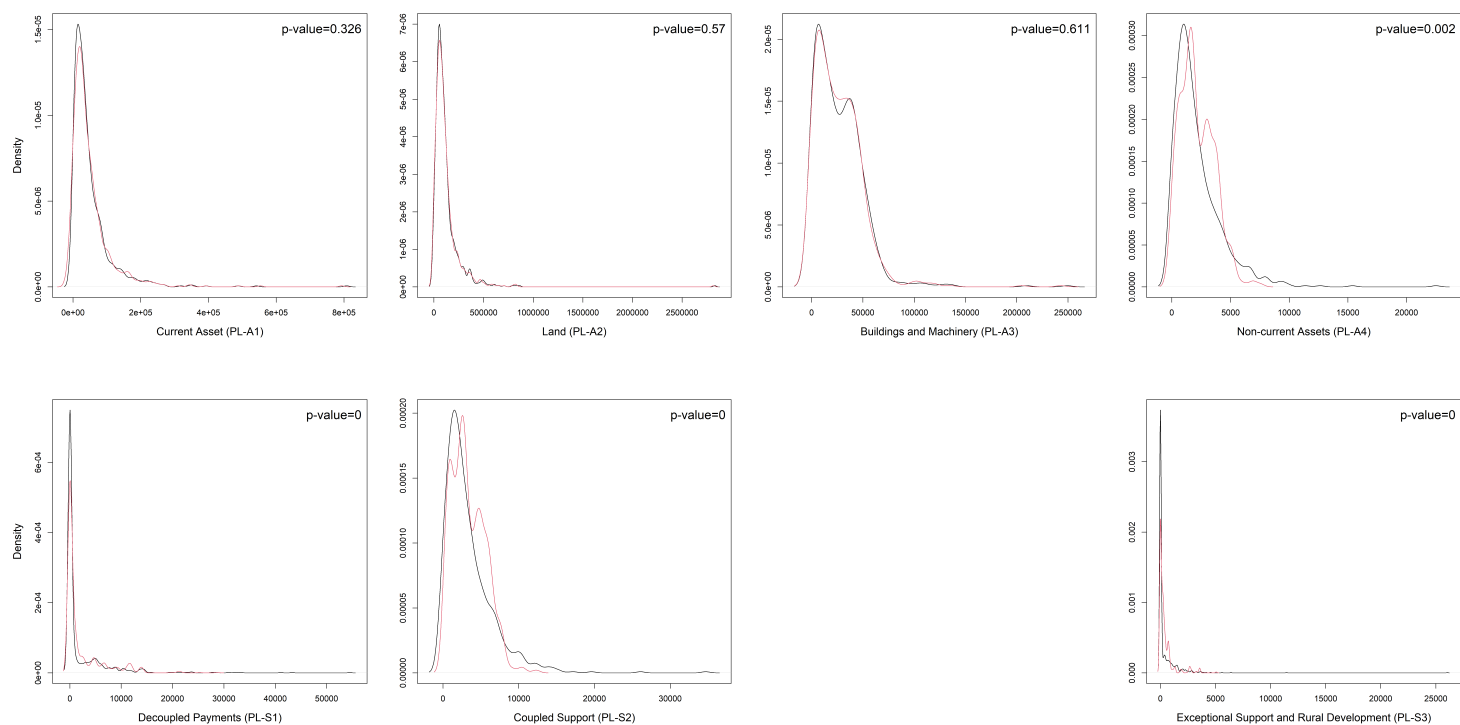 p-value=0.326
Density
0.0e+00 5.0e-06 1.0e-05 1.5e-05
0e+00 2e+05 4e+05 6e+05 8e+05
Current Asset (PL-A1)
p-value=0.57
0e+00 1e-06 2e-06 3e-06 4e-06 5e-06 6e-06 7e-06
0 500000 1000000 1500000 2000000 2500000
Land (PL-A2)
p-value=0.611
0.0e+00 5.0e-06 1.0e-05 1.5e-05 2.0e-05
0 50000 100000 150000 200000 250000
Buildings and Machinery (PL-A3)
p-value=0.002
0.00000 0.00005 0.00010 0.00015 0.00020 0.00025 0.00030
0 5000 10000 15000 20000
Non-current Assets (PL-A4)
p-value=0
Density
0e+00 2e-04 4e-04 6e-04
0 10000 20000 30000 40000 50000
Decoupled Payments (PL-S1)
p-value=0
0.00000 0.00005 0.00010 0.00015 0.00020
0 10000 20000 30000
Coupled Support (PL-S2)
p-value=0
0.000 0.001 0.002 0.003
0 5000 10000 15000 20000 25000
Exceptional Support and Rural Development (PL-S3)